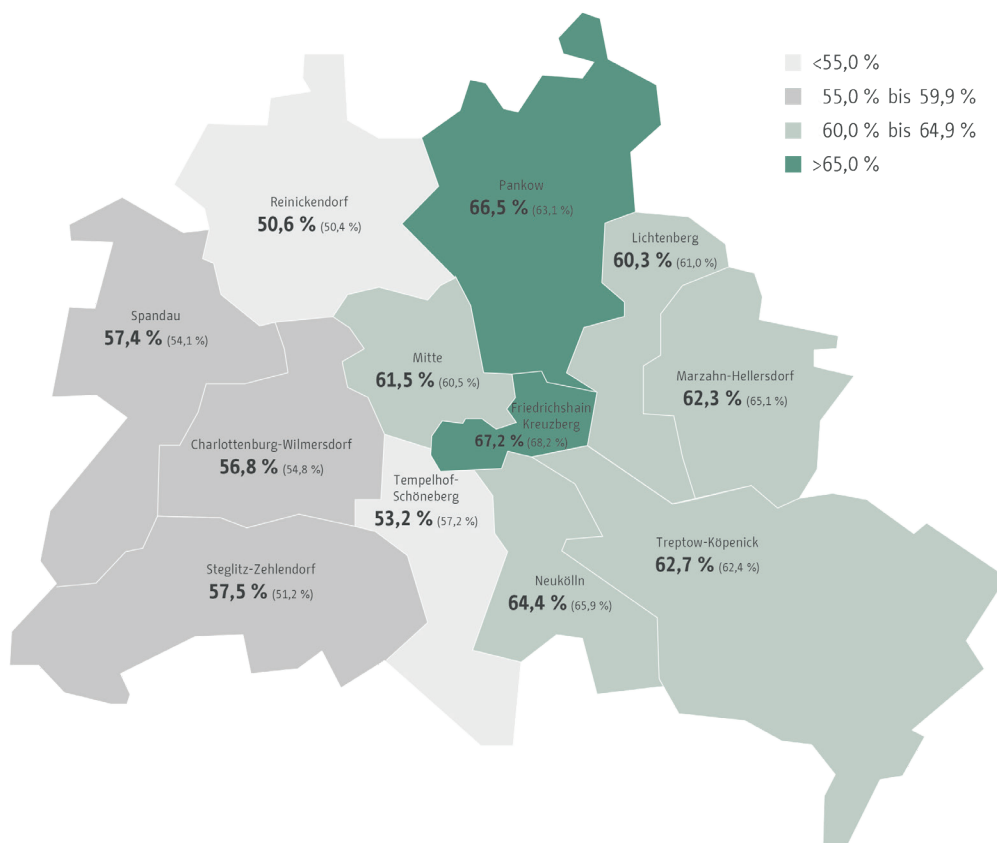 <55,0 %
55,0 % bis 59,9 %
60,0 % bis 64,9 %
>65,0 %
Pankow
66,5 % (63,1 %)
Reinickendorf
50,6 % (50,4 %)
Lichtenberg
60,3 % (61,0 %)
Spandau
57,4 % (54,1 %)
Mitte
61,5 % (60,5 %)
Marzahn-Hellersdorf
62,3 % (65,1 %)
Friedrichshain
Kreuzberg
67,2 % (68,2 %)
Charlottenburg-Wilmersdorf
56,8 % (54,8 %)
Tempelhof-
Schöneberg
53,2 % (57,2 %)
Treptow-Köpenick
62,7 % (62,4 %)
Steglitz-Zehlendorf
57,5 % (51,2 %)
Neukölln
64,4 % (65,9 %)